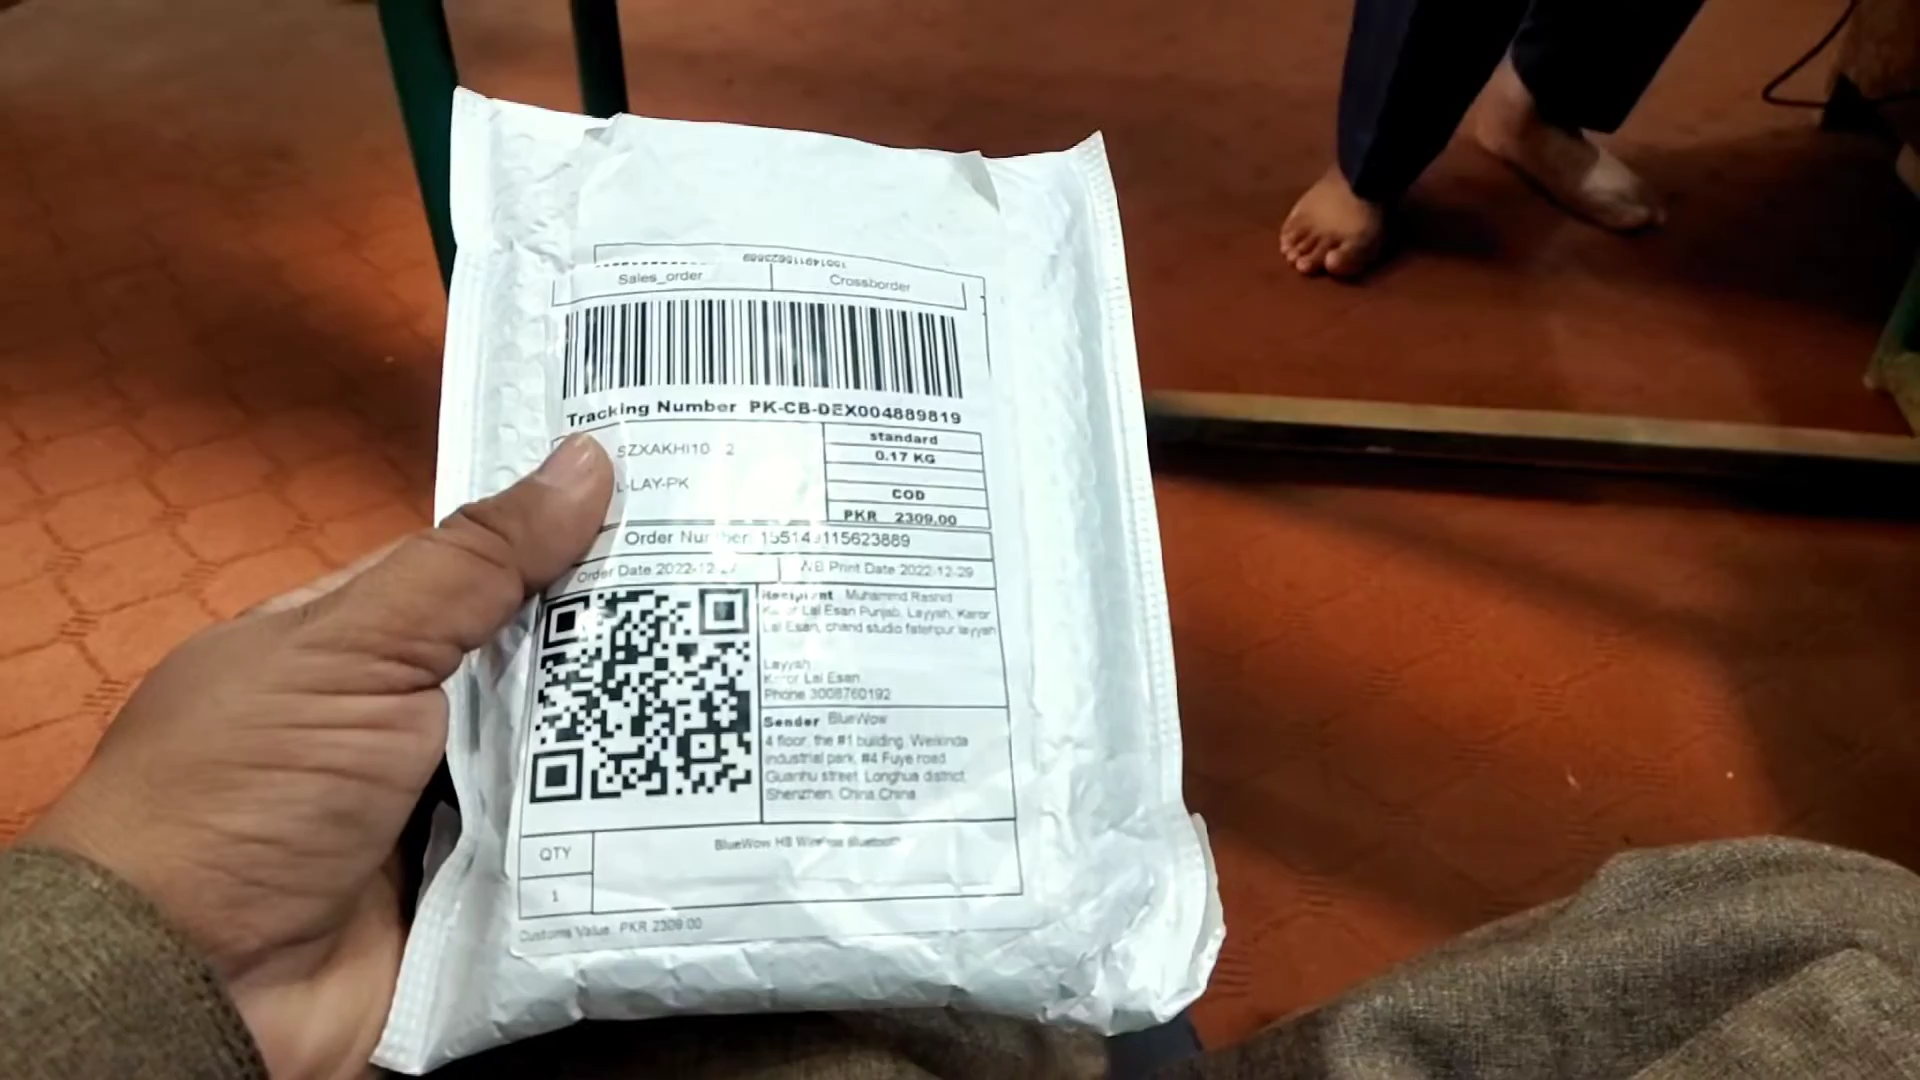 155149115623889
Sales_order
Crossborder
Tracking Number PK-CB-DEX004889819
SZXAKHI10 2
L-LAY-PK
standard
0.17 KG
COD
PKR 2309.00
Order Number 155149115623889
Order Date 2022-12-27
WB Print Date 2022-12-29
Recipient Muhammd Rashid
Karor Lal Esan Punjab, Layyah, Karor
Lal Esan, chand studio fatehpur layyah
Layyah
Karor Lal Esan
Phone 3008760192
Sender BlueWow
4 floor, the #1 building, Weikinda
industrial park, #4 Fuye road
Guanhu street, Longhua district,
Shenzhen, China China
QTY
BlueWow H8 Wireless Bluetooth
1
Customs Value: PKR 2309.00